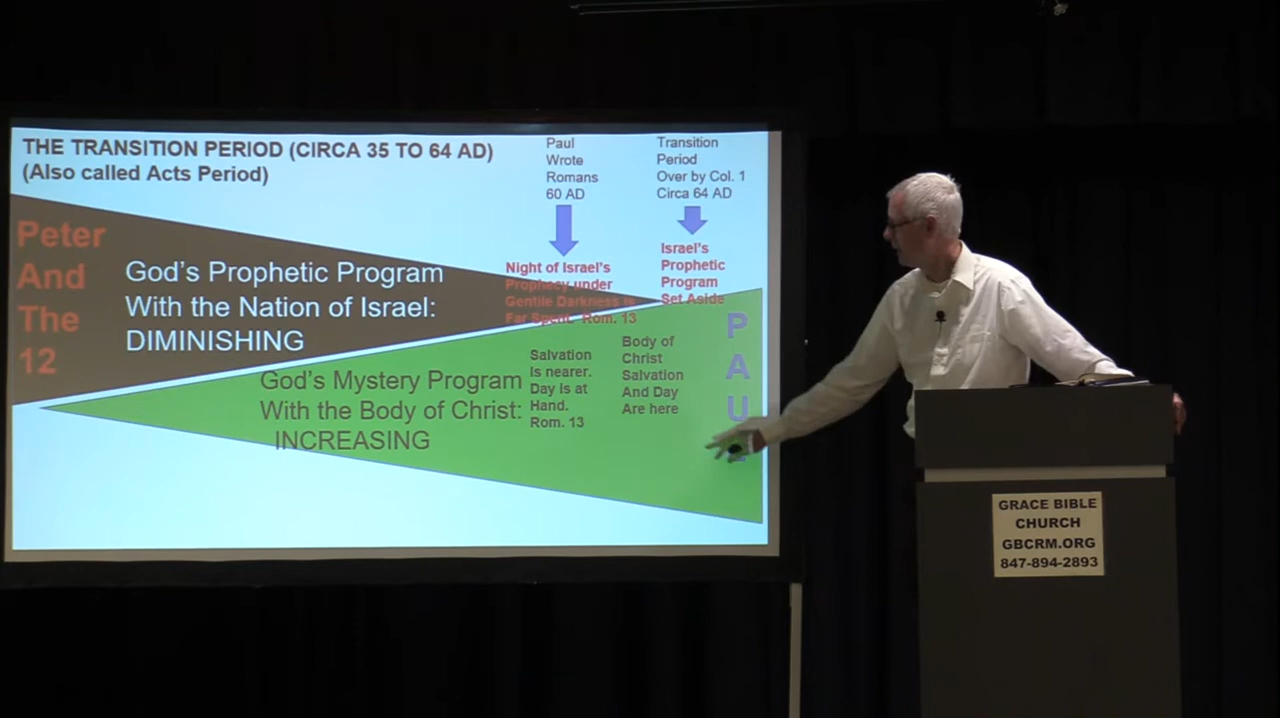 THE TRANSITION PERIOD (CIRCA 35 TO 64 AD)
(Also called Acts Period)
Paul
Wrote
Romans
60 AD
Transition
Period
Over by Col. 1
Circa 64 AD
Peter
And
The
12
God's Prophetic Program
With the Nation of Israel:
DIMINISHING
Night of Israel's
Prophecy under
Gentile Darkness is
Far Spent. Rom. 13
Israel's
Prophetic
Program
Set Aside
God's Mystery Program
With the Body of Christ:
INCREASING
Salvation
Is nearer.
Day is at
Hand.
Rom. 13
Body of
Christ
Salvation
And Day
Are here
P
A
U
GRACE BIBLE
CHURCH
GBCRM.ORG
847-894-2893